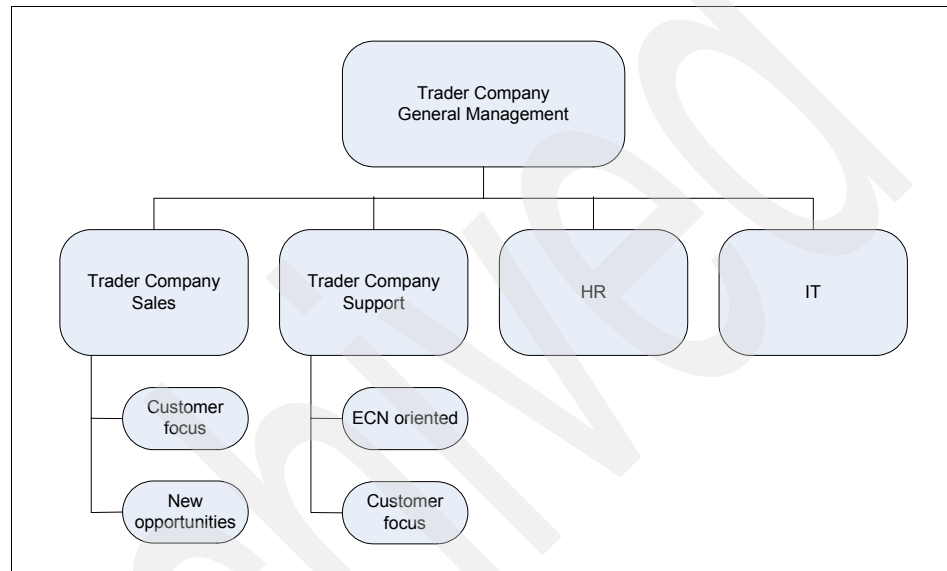 Trader Company
General Management
Trader Company
Sales
Trader Company
Support
HR
IT
Customer
focus
New
opportunities
ECN oriented
Customer
focus